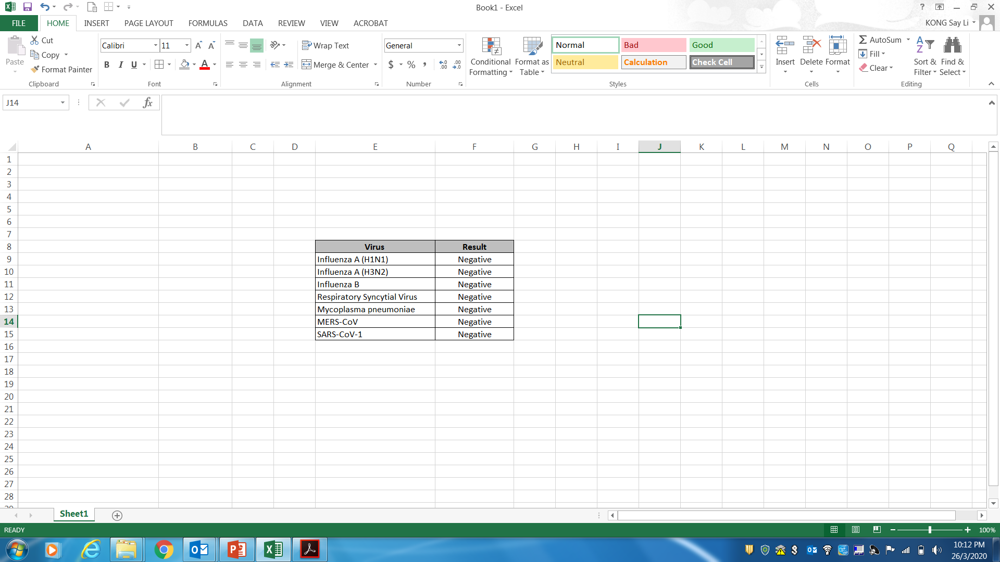 Book1 - Excel
?
FILE HOME INSERT PAGE LAYOUT FORMULAS DATA REVIEW VIEW ACROBAT KONG Say Li
Paste
Cut
Copy
Format Painter
Clipboard
Calibri 11
B I U
Font
Wrap Text
Merge & Center
Alignment
General
$ % ,
Number
Conditional Formatting
Format as Table
Normal Bad Good
Neutral Calculation Check Cell
Styles
Insert Delete Format
Cells
AutoSum
Fill
Clear
Sort & Filter
Find & Select
Editing
J14
fx
A B C D E F G H I J K L M N O P Q
1
2
3
4
5
6
7
8 Virus Result
9 Influenza A (H1N1) Negative
10 Influenza A (H3N2) Negative
11 Influenza B Negative
12 Respiratory Syncytial Virus Negative
13 Mycoplasma pneumoniae Negative
14 MERS-CoV Negative
15 SARS-CoV-1 Negative
16
17
18
19
20
21
22
23
24
25
26
27
28
Sheet1
READY
100%
10:12 PM
26/3/2020